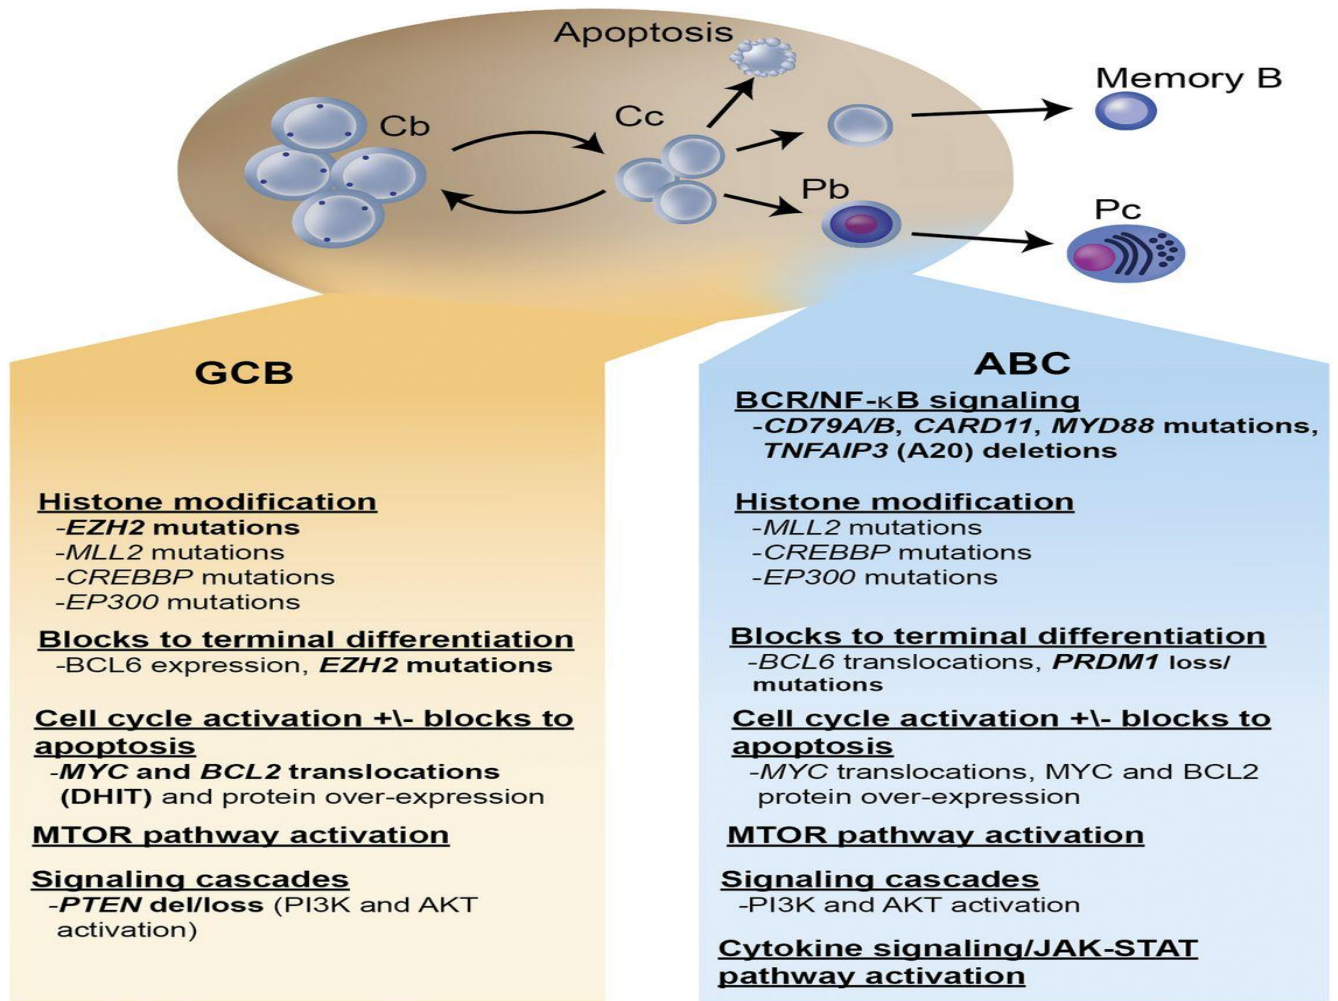 Apoptosis
Memory B
Cb
Cc
Pb
Pc
GCB
Histone modification
-EZH2 mutations
-MLL2 mutations
-CREBBP mutations
-EP300 mutations
Blocks to terminal differentiation
-BCL6 expression, EZH2 mutations
Cell cycle activation +\- blocks to
apoptosis
-MYC and BCL2 translocations
(DHIT) and protein over-expression
MTOR pathway activation
Signaling cascades
-PTEN del/loss (PI3K and AKT
activation)
ABC
BCR/NF-κB signaling
-CD79A/B, CARD11, MYD88 mutations,
TNFAIP3 (A20) deletions
Histone modification
-MLL2 mutations
-CREBBP mutations
-EP300 mutations
Blocks to terminal differentiation
-BCL6 translocations, PRDM1 loss/
mutations
Cell cycle activation +\- blocks to
apoptosis
-MYC translocations, MYC and BCL2
protein over-expression
MTOR pathway activation
Signaling cascades
-PI3K and AKT activation
Cytokine signaling/JAK-STAT
pathway activation